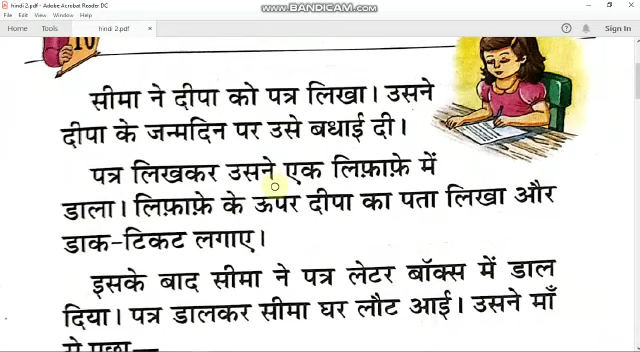 hindi 2.pdf - Adobe Acrobat Reader DC
WWW.BANDICAM.COM
File Edit View Window Help
Home Tools hindi 2.pdf × Sign In
10
सीमा ने दीपा को पत्र लिखा। उसने
दीपा के जन्मदिन पर उसे बधाई दी।
पत्र लिखकर उसने एक लिफ़ाफ़े में
डाला। लिफ़ाफ़े के ऊपर दीपा का पता लिखा और
डाक-टिकट लगाए।
इसके बाद सीमा ने पत्र लेटर बॉक्स में डाल
दिया। पत्र डालकर सीमा घर लौट आई। उसने माँ